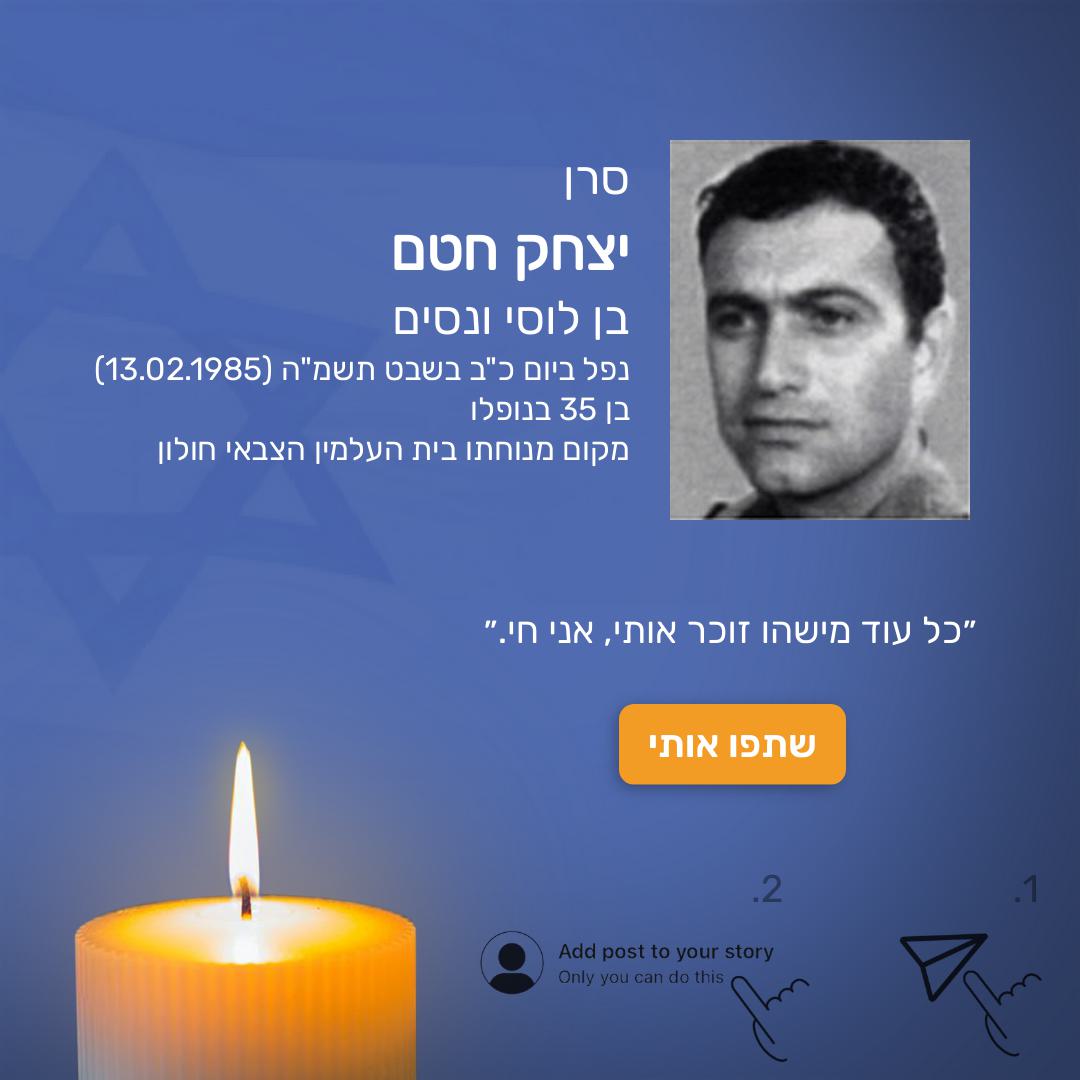 סרן
יצחק חטם
בן לוסי ונסים
נפל ביום כ"ב בשבט תשמ"ה (13.02.1985)
בן 35 בנופלו
מקום מנוחתו בית העלמין הצבאי חולון
״כל עוד מישהו זוכר אותי, אני חי.״
שתפו אותי
1.
2.
Add post to your story
Only you can do this